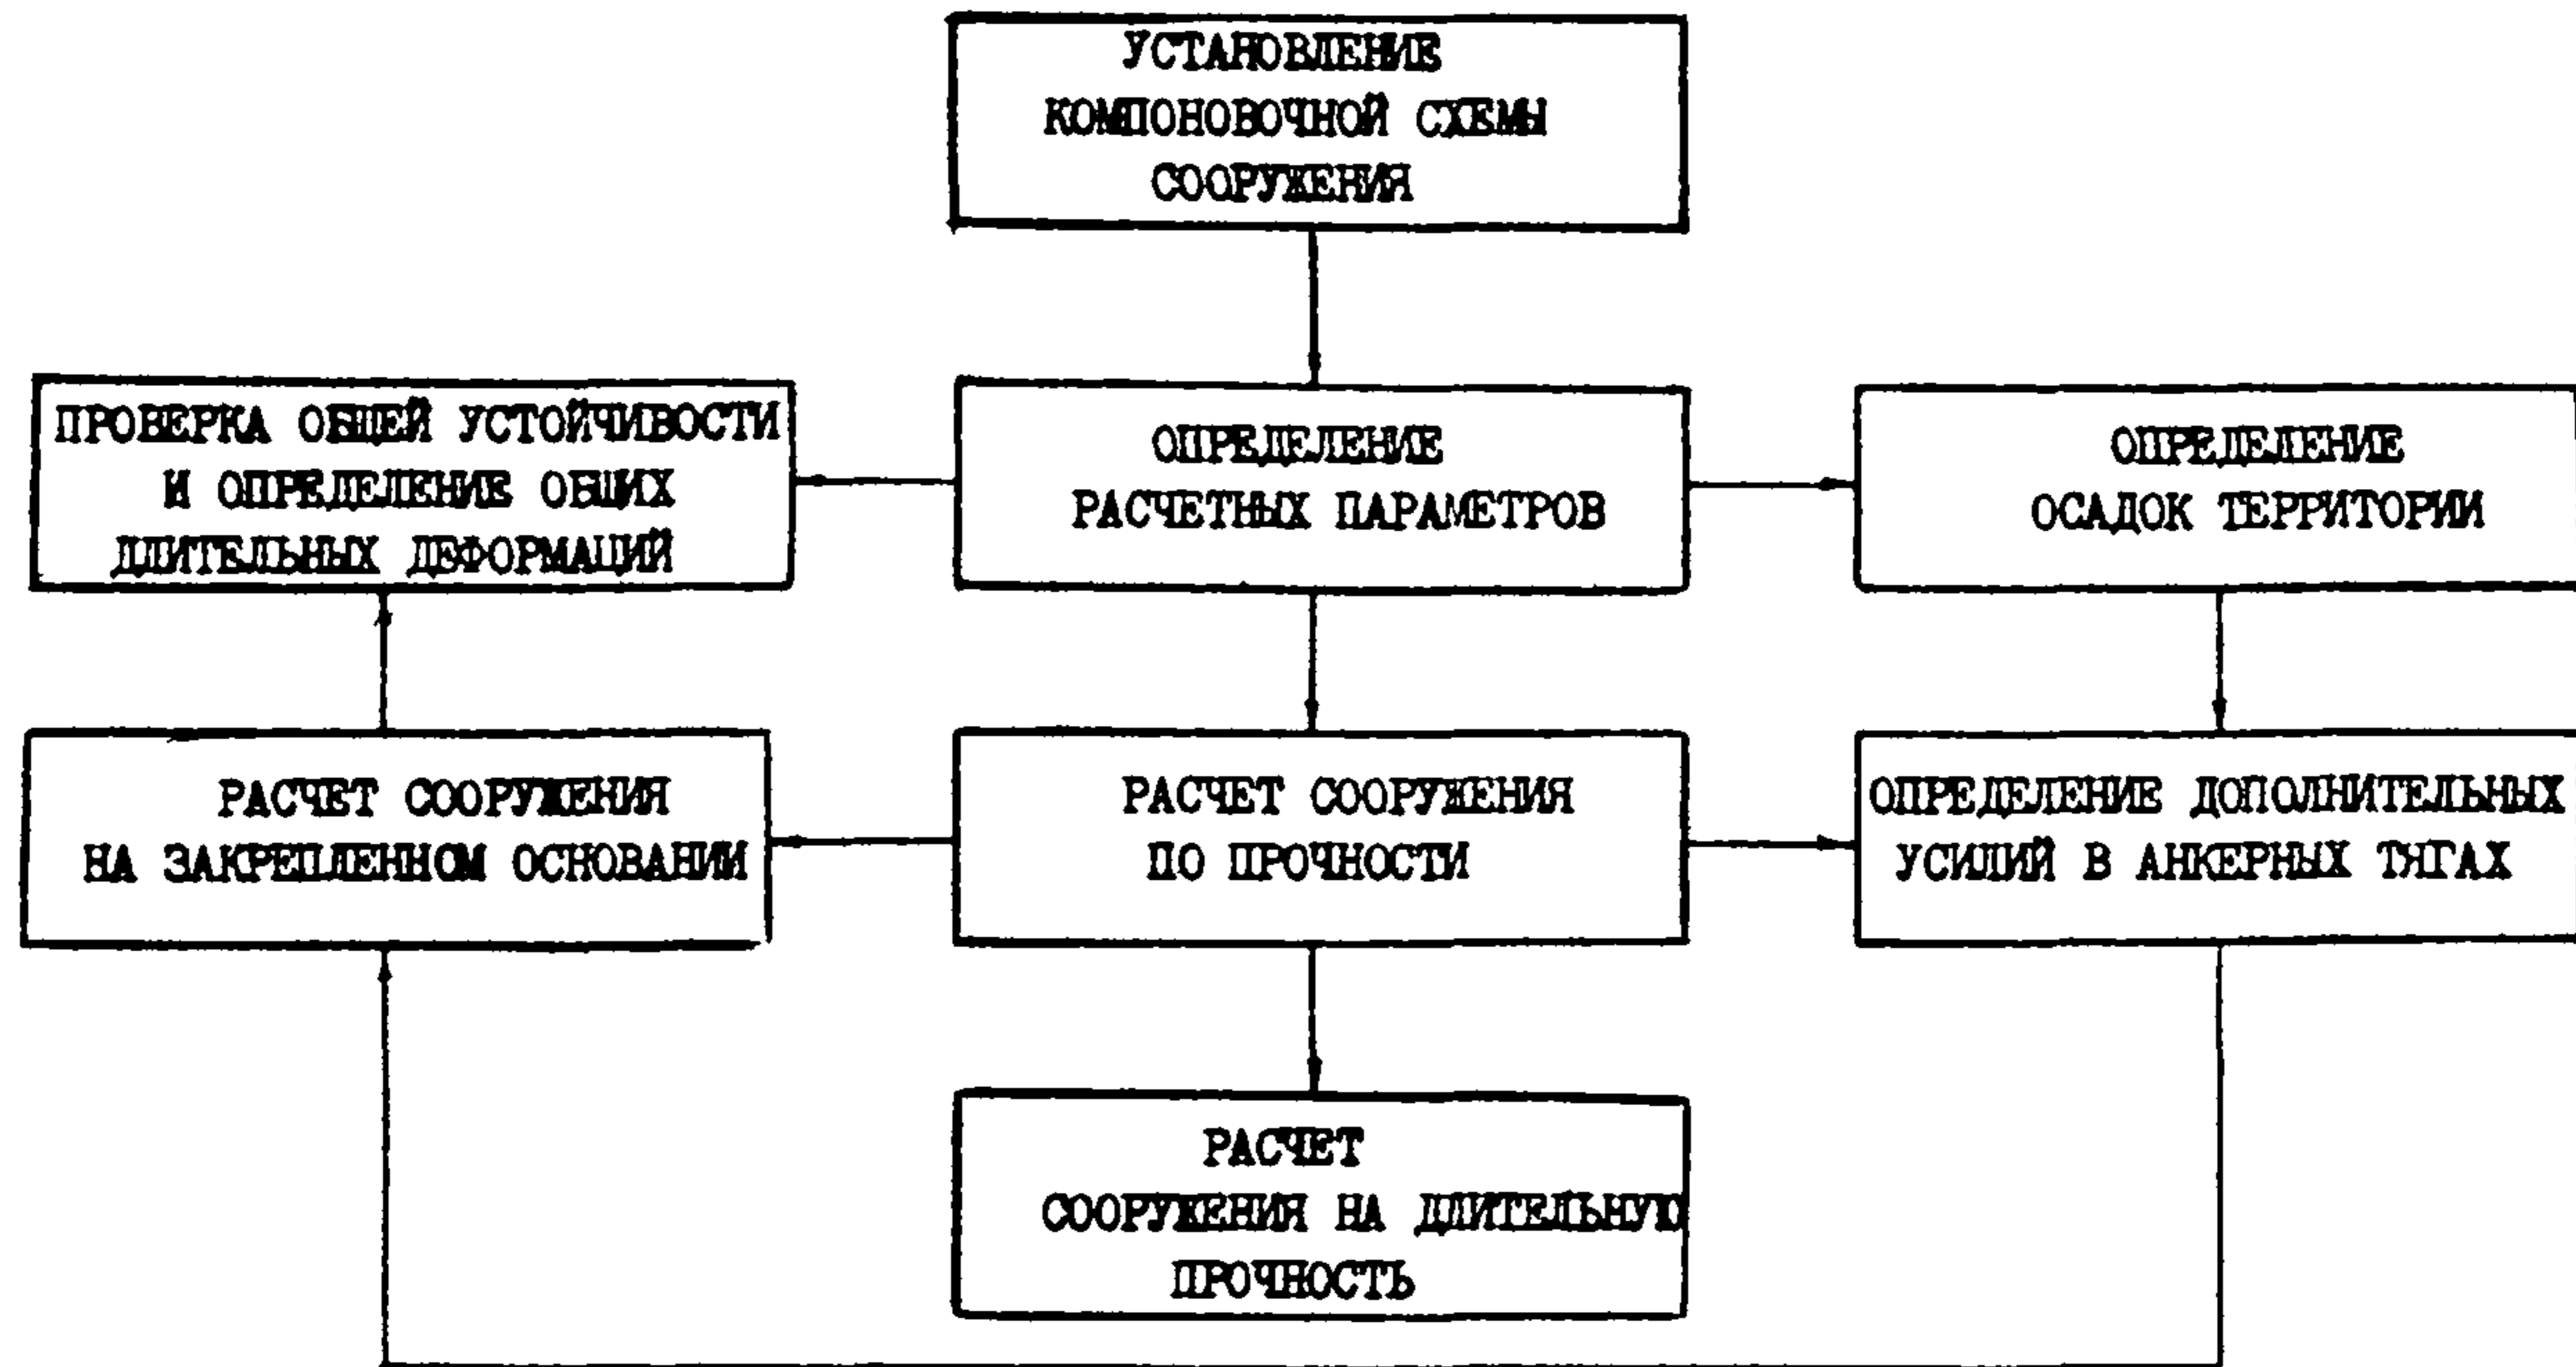 УСТАНОВЛЕНИЕ
КОМПОНОВОЧНОЙ СХЕМЫ
СООРУЖЕНИЯ
ПРОВЕРКА ОБЩЕЙ УСТОЙЧИВОСТИ
И ОПРЕДЕЛЕНИЕ ОБЩИХ
ДЛИТЕЛЬНЫХ ДЕФОРМАЦИЙ
ОПРЕДЕЛЕНИЕ
РАСЧЕТНЫХ ПАРАМЕТРОВ
ОПРЕДЕЛЕНИЕ
ОСАДОК ТЕРРИТОРИИ
РАСЧЕТ СООРУЖЕНИЯ
НА ЗАКРЕПЛЕННОМ ОСНОВАНИИ
РАСЧЕТ СООРУЖЕНИЯ
ПО ПРОЧНОСТИ
ОПРЕДЕЛЕНИЕ ДОПОЛНИТЕЛЬНЫХ
УСИЛИЙ В АНКЕРНЫХ ТЯГАХ
РАСЧЕТ
СООРУЖЕНИЯ НА ДЛИТЕЛЬНУЮ
ПРОЧНОСТЬ